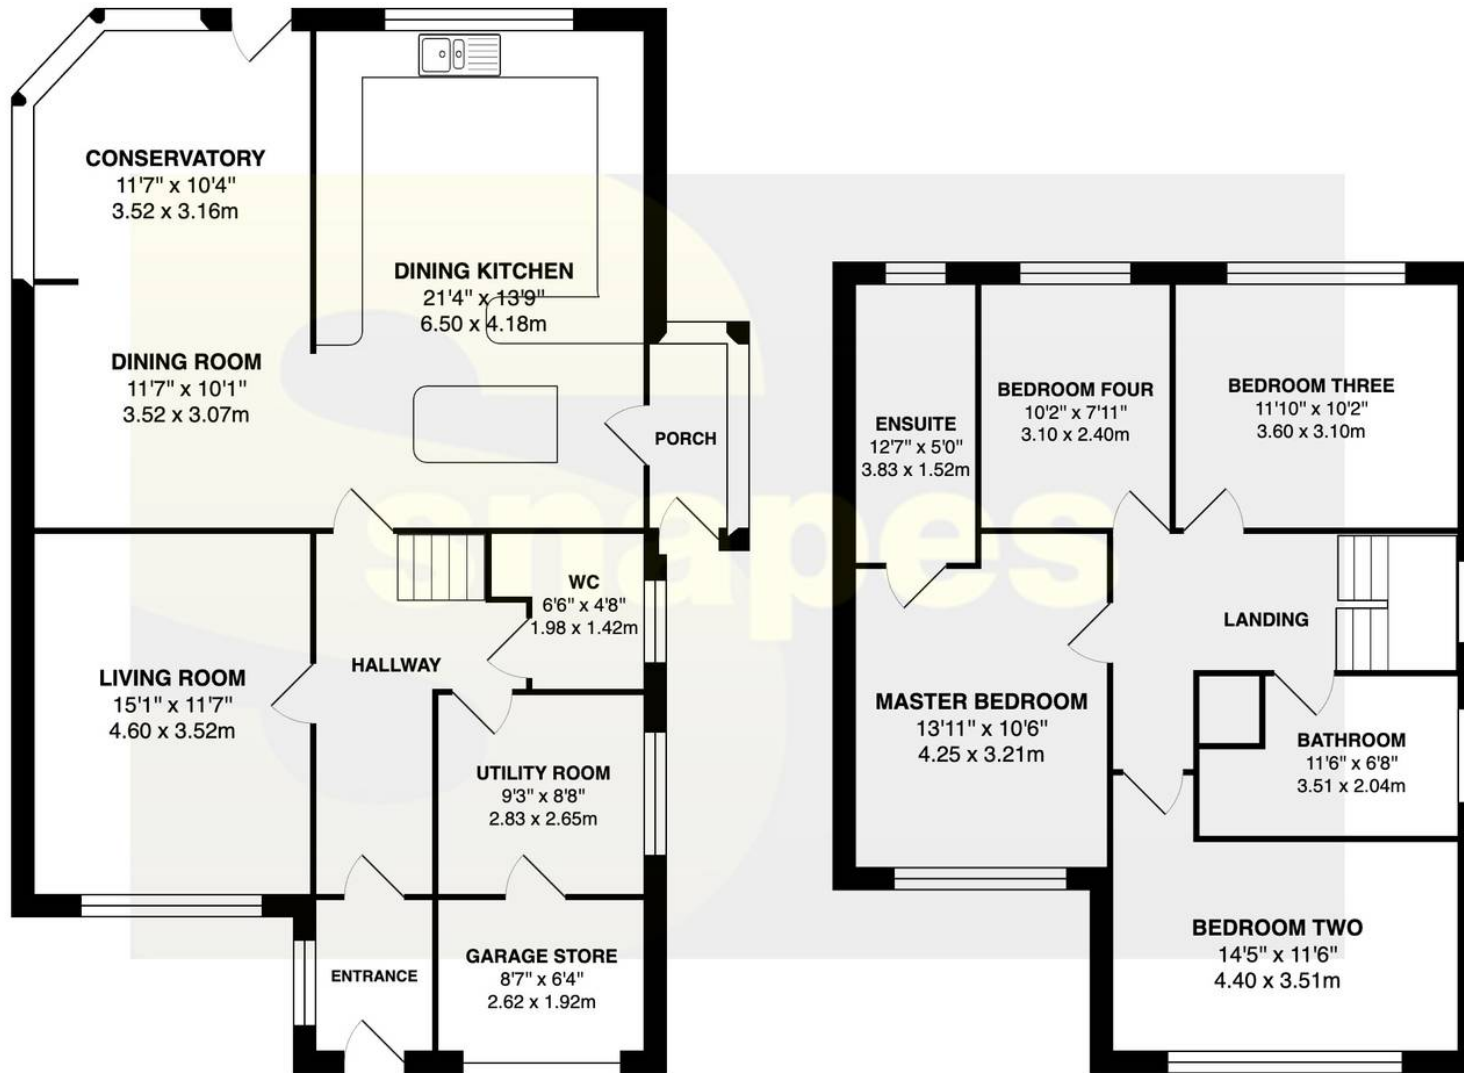 CONSERVATORY
11'7" x 10'4"
3.52 x 3.16m
DINING KITCHEN
21'4" x 13'9"
6.50 x 4.18m
DINING ROOM
11'7" x 10'1"
3.52 x 3.07m
PORCH
WC
6'6" x 4'8"
1.98 x 1.42m
HALLWAY
LIVING ROOM
15'1" x 11'7"
4.60 x 3.52m
UTILITY ROOM
9'3" x 8'8"
2.83 x 2.65m
ENTRANCE
GARAGE STORE
8'7" x 6'4"
2.62 x 1.92m
ENSUITE
12'7" x 5'0"
3.83 x 1.52m
BEDROOM FOUR
10'2" x 7'11"
3.10 x 2.40m
BEDROOM THREE
11'10" x 10'2"
3.60 x 3.10m
LANDING
MASTER BEDROOM
13'11" x 10'6"
4.25 x 3.21m
BATHROOM
11'6" x 6'8"
3.51 x 2.04m
BEDROOM TWO
14'5" x 11'6"
4.40 x 3.51m
snapes